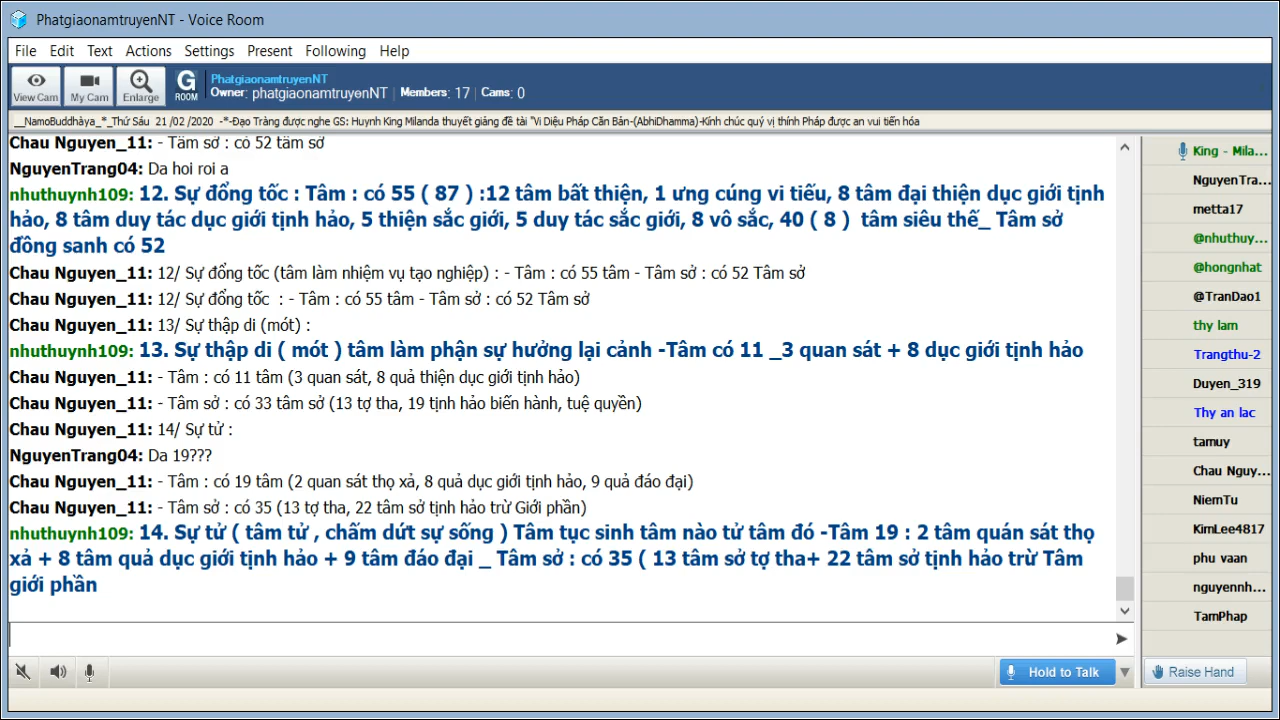 PhatgiaonamtruyenNT - Voice Room
File Edit Text Actions Settings Present Following Help
View Cam My Cam Enlarge G ROOM PhatgiaonamtruyenNT
Owner: phatgiaonamtruyenNT | Members: 17 | Cams: 0
__NamoBuddhàya_*_Thứ Sáu 21 /02 /2020 -*-Đạo Tràng được nghe GS: Huynh King Milanda thuyết giảng đề tài "Vi Diệu Pháp Căn Bản-(AbhiDhamma)-Kính chúc quý vị thính Pháp được an vui tiến hóa
Chau Nguyen_11: - Tâm sở : có 52 tâm sở
NguyenTrang04: Da hoi roi a
nhuthuynh109: 12. Sự đổng tốc : Tâm : có 55 ( 87 ) :12 tâm bất thiện, 1 ưng cúng vi tiếu, 8 tâm đại thiện dục giới tịnh
hảo, 8 tâm duy tác dục giới tịnh hảo, 5 thiện sắc giới, 5 duy tác sắc giới, 8 vô sắc, 40 ( 8 ) tâm siêu thế_ Tâm sở
đồng sanh có 52
Chau Nguyen_11: 12/ Sự đổng tốc (tâm làm nhiệm vụ tạo nghiệp) : - Tâm : có 55 tâm - Tâm sở : có 52 Tâm sở
Chau Nguyen_11: 12/ Sự đổng tốc : - Tâm : có 55 tâm - Tâm sở : có 52 Tâm sở
Chau Nguyen_11: 13/ Sự thập di (mót) :
nhuthuynh109: 13. Sự thập di ( mót ) tâm làm phận sự hưởng lại cảnh -Tâm có 11 _3 quan sát + 8 dục giới tịnh hảo
Chau Nguyen_11: - Tâm : có 11 tâm (3 quan sát, 8 quả thiện dục giới tịnh hảo)
Chau Nguyen_11: - Tâm sở : có 33 tâm sở (13 tợ tha, 19 tịnh hảo biến hành, tuệ quyền)
Chau Nguyen_11: 14/ Sự tử :
NguyenTrang04: Da 19???
Chau Nguyen_11: - Tâm : có 19 tâm (2 quan sát thọ xả, 8 quả dục giới tịnh hảo, 9 quả đáo đại)
Chau Nguyen_11: - Tâm sở : có 35 (13 tợ tha, 22 tâm sở tịnh hảo trừ Giới phần)
nhuthuynh109: 14. Sự tử ( tâm tử , chấm dứt sự sống ) Tâm tục sinh tâm nào tử tâm đó -Tâm 19 : 2 tâm quán sát thọ
xả + 8 tâm quả dục giới tịnh hảo + 9 tâm đáo đại _ Tâm sở : có 35 ( 13 tâm sở tợ tha+ 22 tâm sở tịnh hảo trừ Tâm
giới phần
King - Mila...
NguyenTra...
metta17
@nhuthuy...
@hongnhat
@TranDao1
thy lam
Trangthu-2
Duyen_319
Thy an lac
tamuy
Chau Nguy...
NiemTu
KimLee4817
phu vaan
nguyennh...
TamPhap
Hold to Talk
Raise Hand